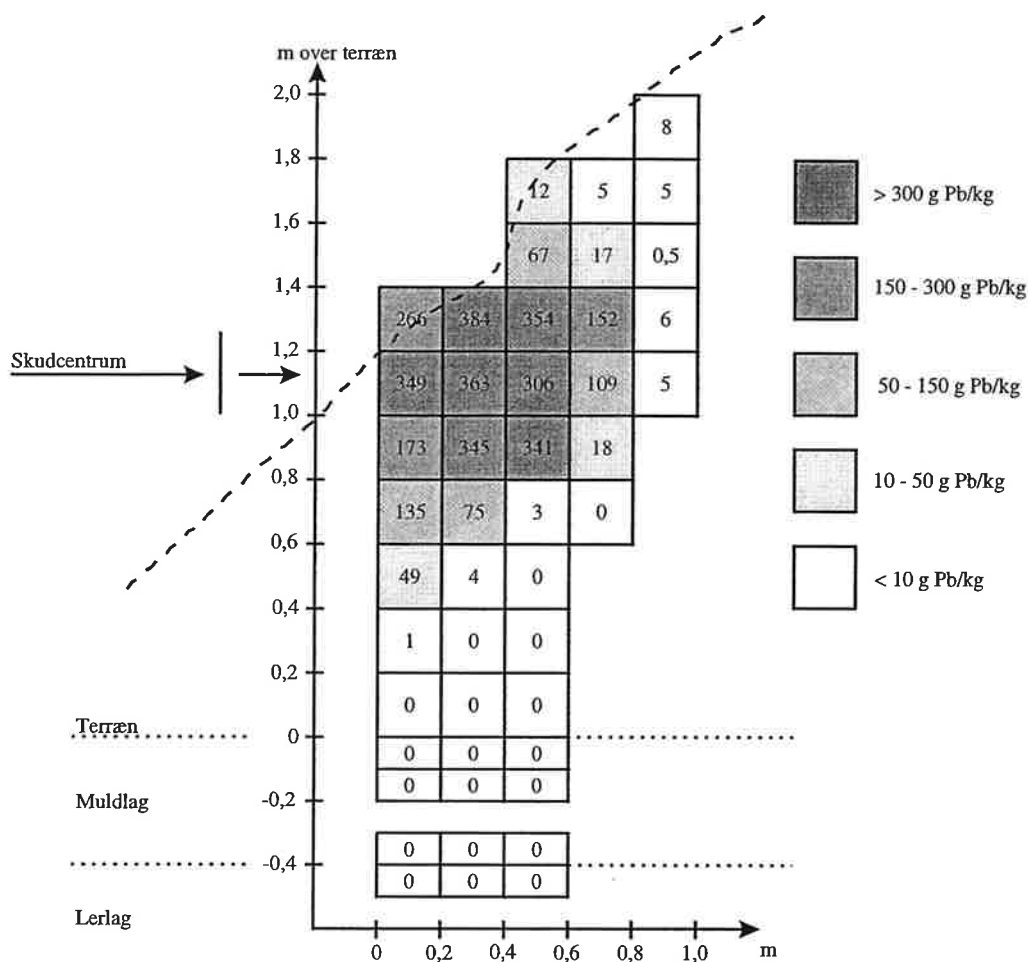 m over terræn
2,0
8
1,8
12 5 5
> 300 g Pb/kg
1,6
67 17 0,5
1,4
266 384 354 152 6
150 - 300 g Pb/kg
1,2
Skudcentrum
349 363 306 109 5
50 - 150 g Pb/kg
1,0
173 345 341 18
10 - 50 g Pb/kg
0,8
135 75 3 0
0,6
49 4 0
< 10 g Pb/kg
0,4
1 0 0
0,2
0 0 0
Terræn
0
0 0 0
0 0 0
Muldlag
-0,2
0 0 0
-0,4
0 0 0
Lerlag
0 0,2 0,4 0,6 0,8 1,0 m